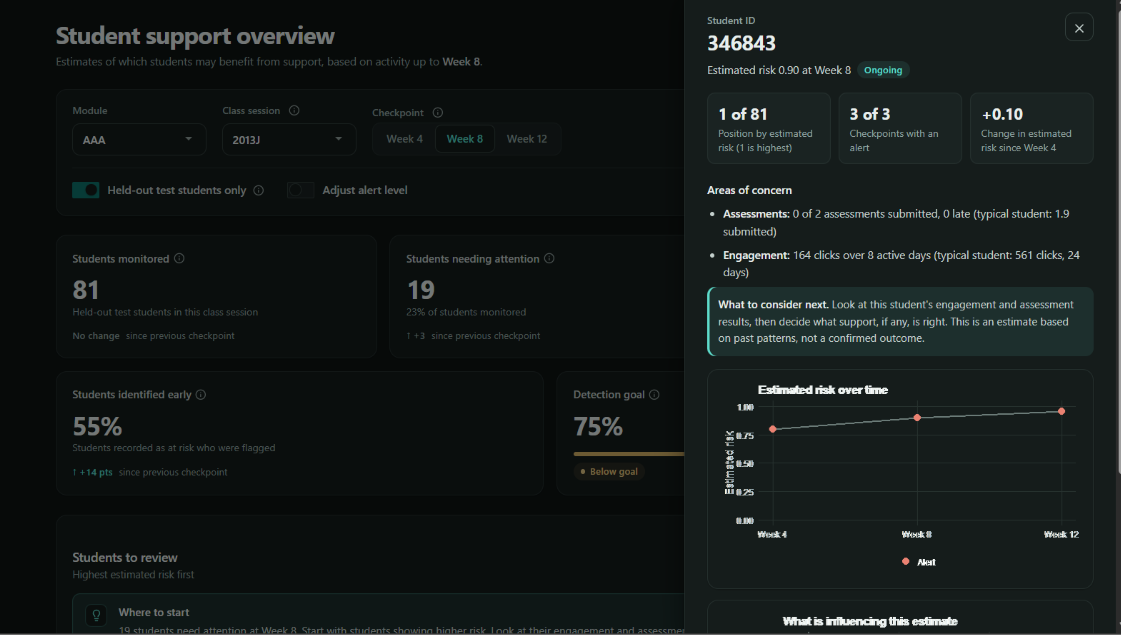 Student support overview
Estimates of which students may benefit from support, based on activity up to Week 8.
Module
Class session
Checkpoint
AAA
2013J
Week 4
Week 8
Week 12
Held-out test students only
Adjust alert level
Students monitored
81
Held-out test students in this class session
No change since previous checkpoint
Students needing attention
19
23% of students monitored
↑ +3 since previous checkpoint
Students identified early
55%
Students recorded as at risk who were flagged
↑ +14 pts since previous checkpoint
Detection goal
75%
Below goal
Students to review
Highest estimated risk first
Where to start
19 students need attention at Week 8. Start with students showing higher risk. Look at their engagement and assessmen
Student ID
346843
Estimated risk 0.90 at Week 8 Ongoing
1 of 81
Position by estimated
risk (1 is highest)
3 of 3
Checkpoints with an
alert
+0.10
Change in estimated
risk since Week 4
Areas of concern
• Assessments: 0 of 2 assessments submitted, 0 late (typical student: 1.9
submitted)
• Engagement: 164 clicks over 8 active days (typical student: 561 clicks, 24
days)
What to consider next. Look at this student's engagement and assessment
results, then decide what support, if any, is right. This is an estimate based
on past patterns, not a confirmed outcome.
Estimated risk over time
Estimated risk
1.00
0.75
0.50
0.25
0.00
Week 4
Week 8
Week 12
Alert
What is influencing this estimate